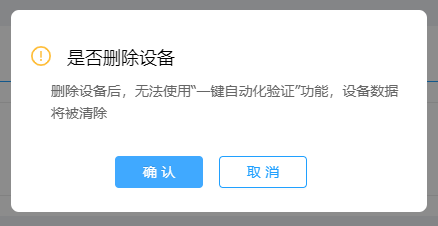 是否删除设备
删除设备后，无法使用“一键自动化验证”功能，设备数据
将被清除
确 认
取 消